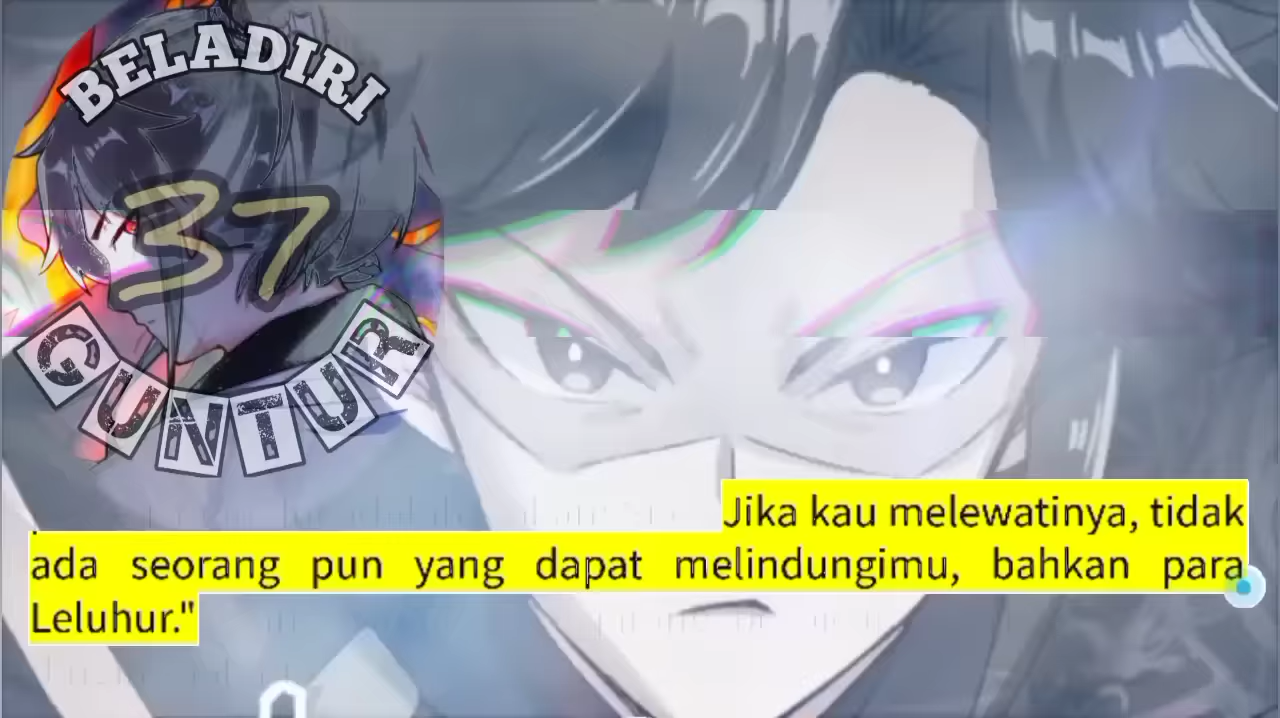 BELADIRI
37
GUNTUR
Jika kau melewatinya, tidak
ada seorang pun yang dapat melindungimu, bahkan para
Leluhur."